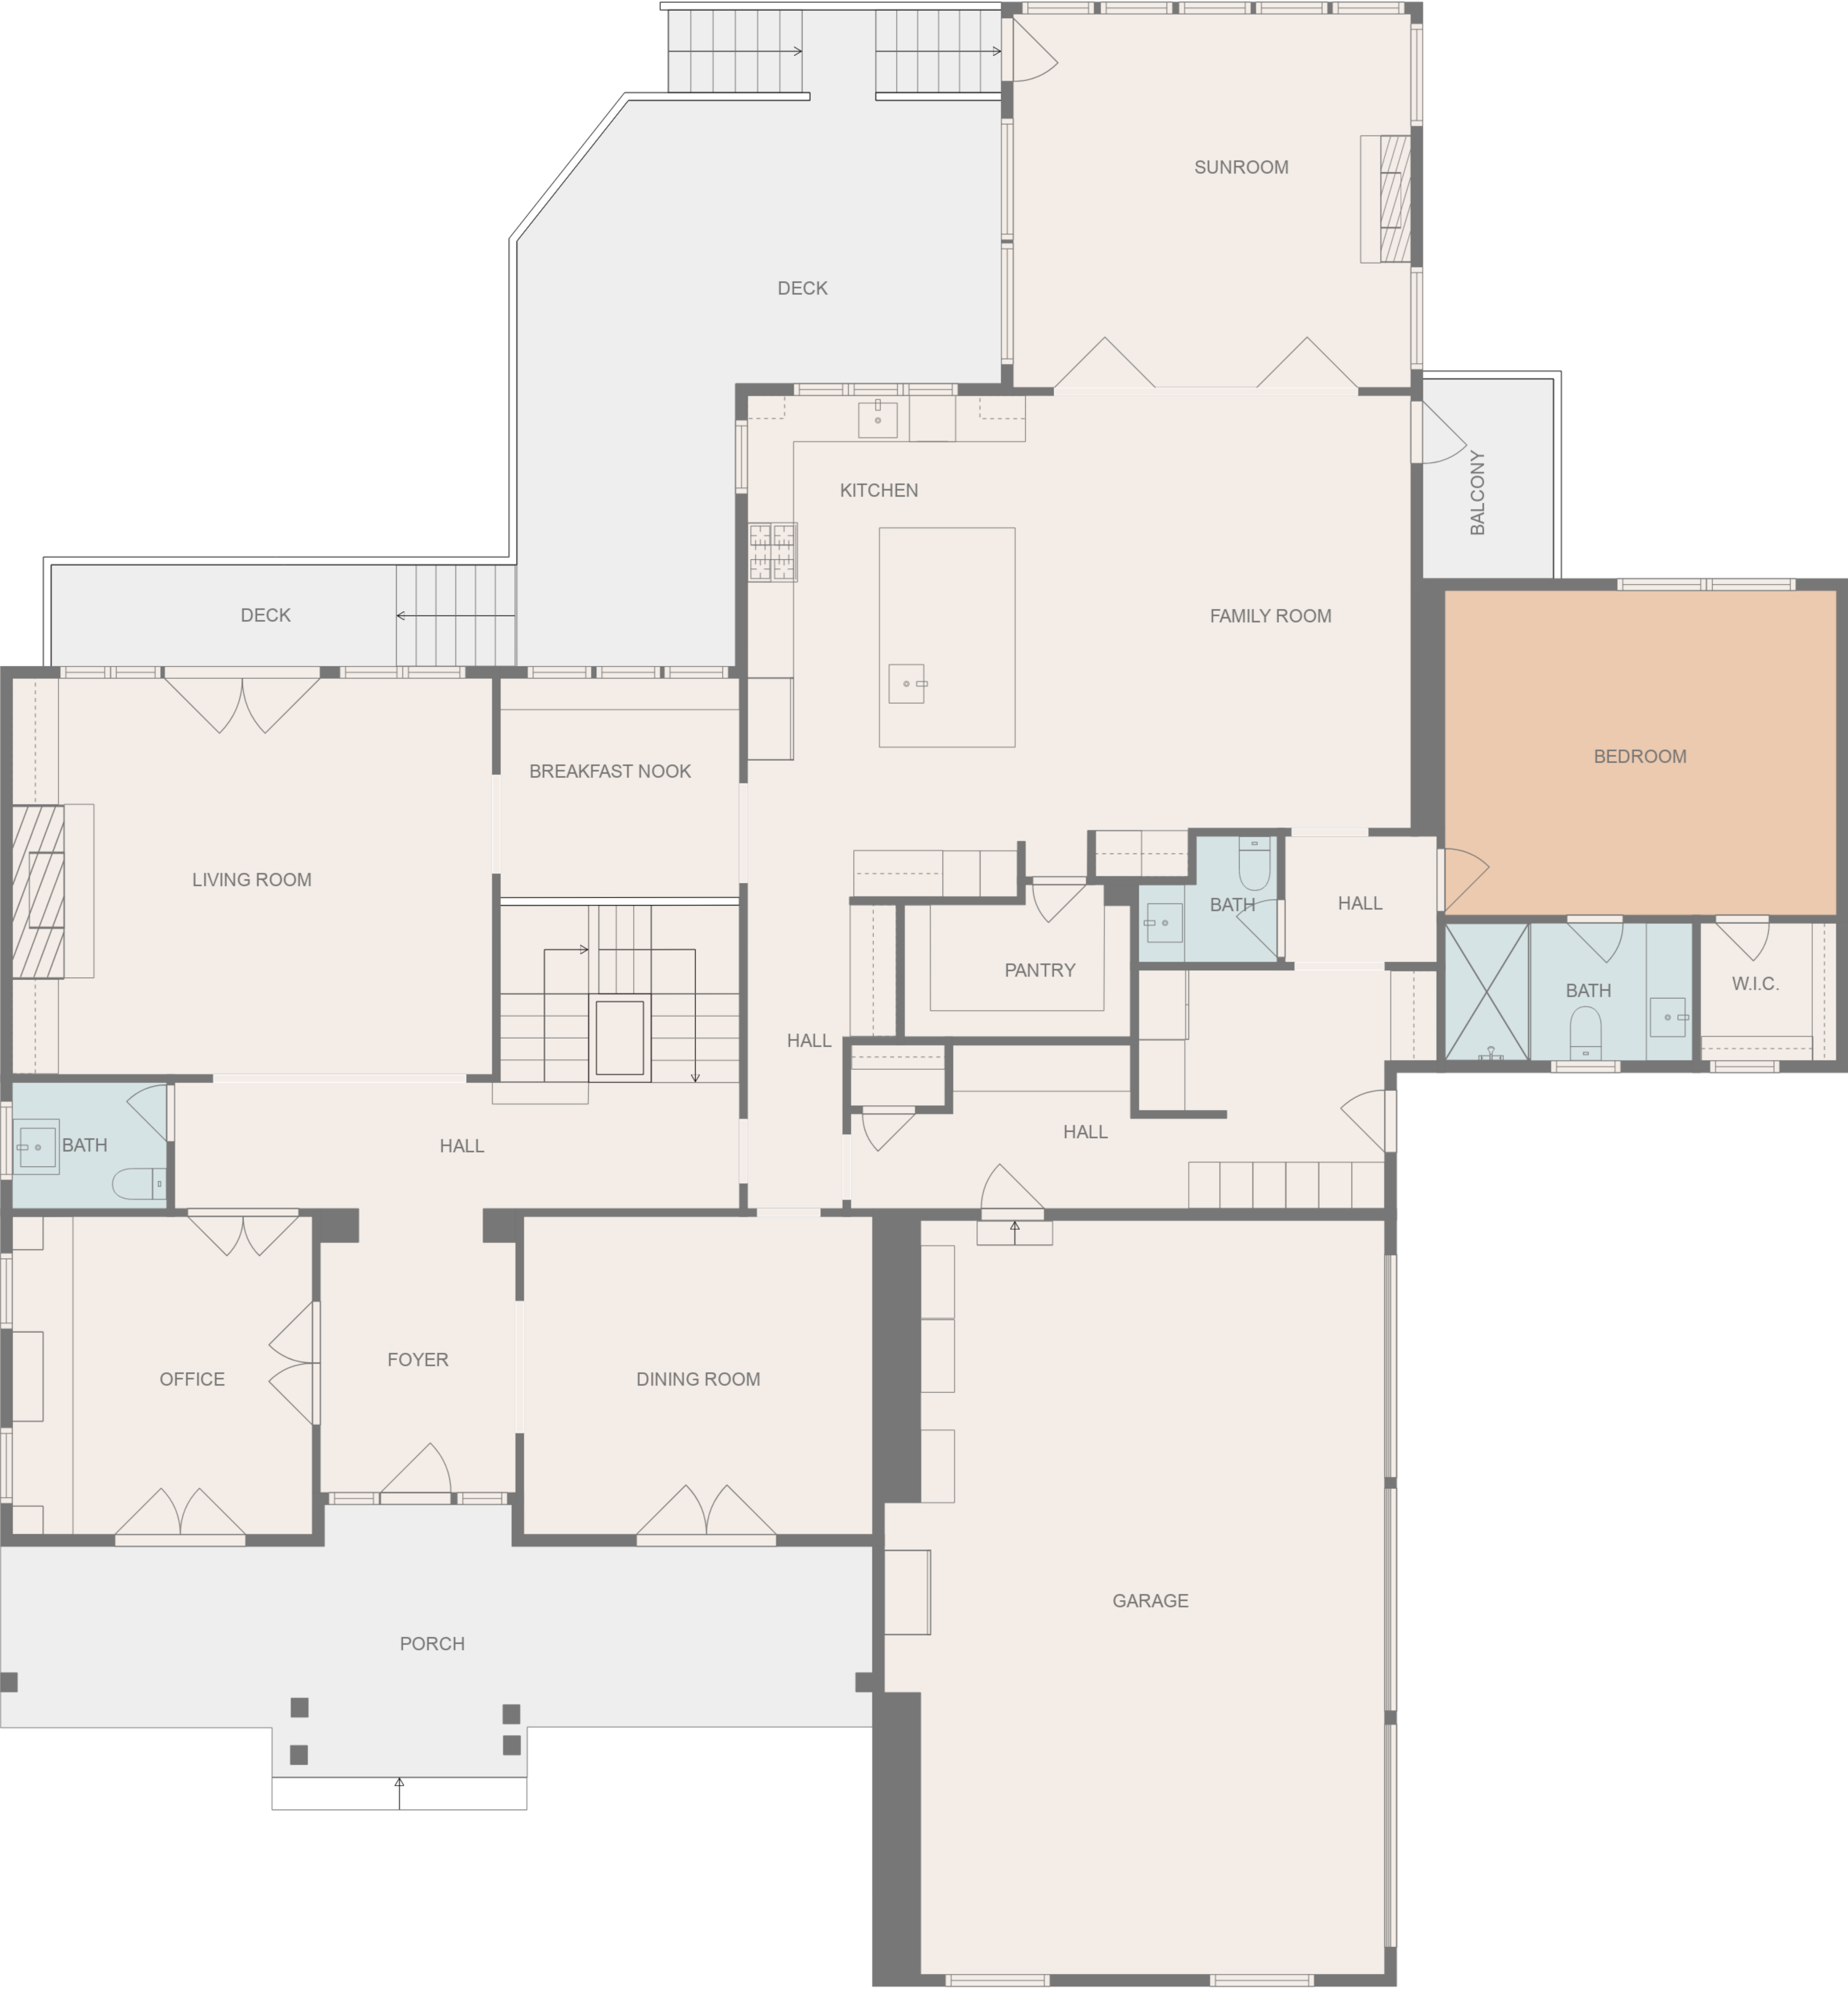 SUNROOM
DECK
KITCHEN
BALCONY
DECK
FAMILY ROOM
BREAKFAST NOOK
BEDROOM
LIVING ROOM
BATH
HALL
PANTRY
BATH
W.I.C.
HALL
BATH
HALL
HALL
OFFICE
FOYER
DINING ROOM
GARAGE
PORCH